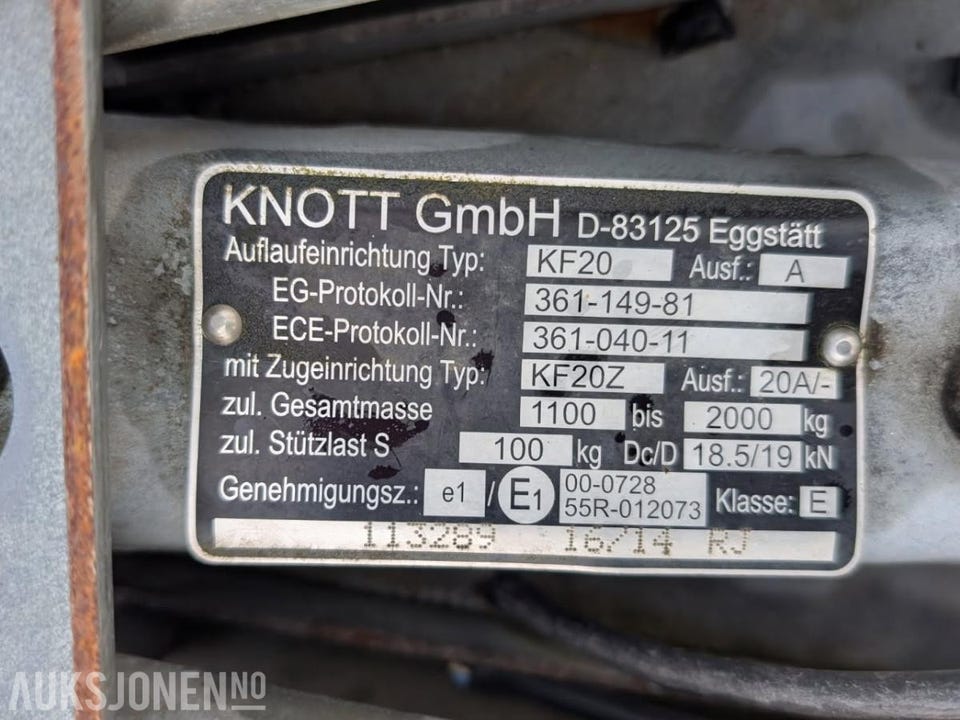 KNOTT GmbH D-83125 Eggstätt
Auflaufeinrichtung Typ: KF20 Ausf.: A
EG-Protokoll-Nr.: 361-149-81
ECE-Protokoll-Nr.: 361-040-11
mit Zugeinrichtung Typ: KF20Z Ausf.: 20A/-
zul. Gesamtmasse 1100 bis 2000 kg
zul. Stützlast S 100 kg Dc/D 18.5/19 kN
Genehmigungsz.: e1 / E1 00-0728
55R-012073 Klasse: E
113289 16/14 RJ
AUKSJONEN NO